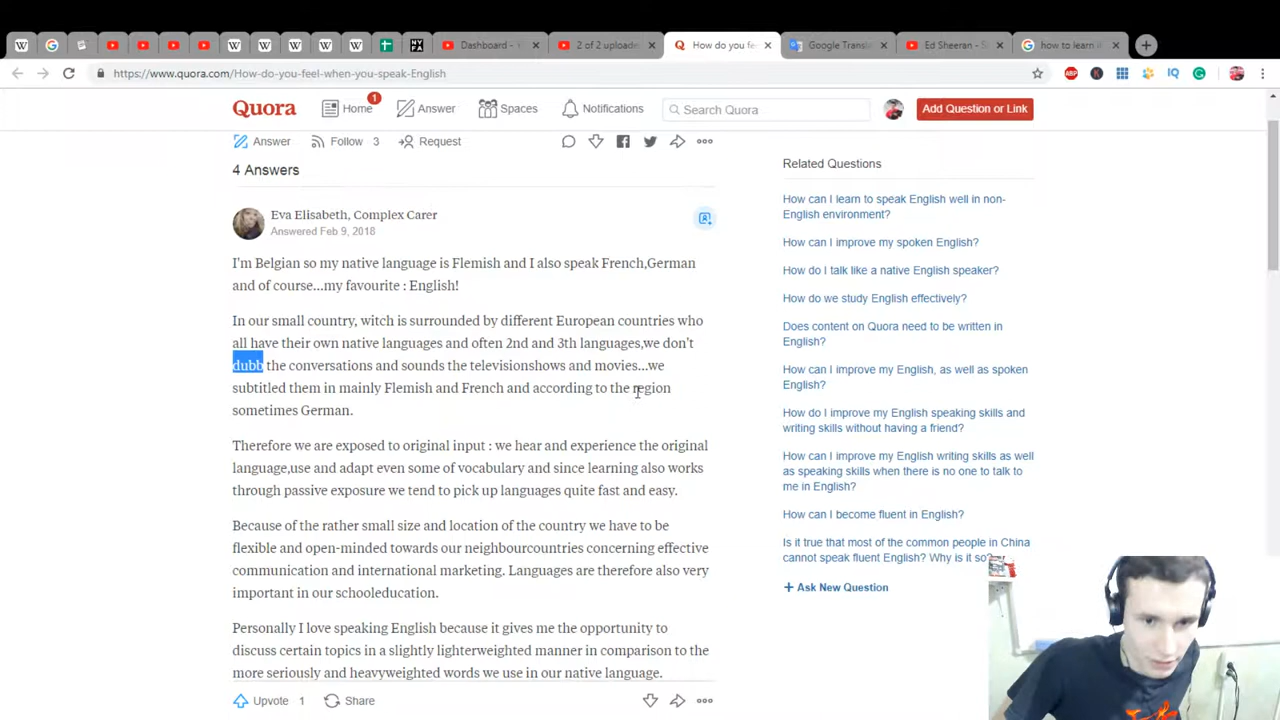 Dashboard - Y
2 of 2 uploade
How do you fe
Google Transl
Ed Sheeran - S
how to learn i
https://www.quora.com/How-do-you-feel-when-you-speak-English
Quora
1
Home
Answer
Spaces
Notifications
Search Quora
Add Question or Link
Answer
Follow 3
Request
4 Answers
Eva Elisabeth, Complex Carer
Answered Feb 9, 2018
I'm Belgian so my native language is Flemish and I also speak French,German
and of course...my favourite : English!
In our small country, witch is surrounded by different European countries who
all have their own native languages and often 2nd and 3th languages,we don't
dubb the conversations and sounds the televisionshows and movies...we
subtitled them in mainly Flemish and French and according to the region
sometimes German.
Therefore we are exposed to original input : we hear and experience the original
language,use and adapt even some of vocabulary and since learning also works
through passive exposure we tend to pick up languages quite fast and easy.
Because of the rather small size and location of the country we have to be
flexible and open-minded towards our neighbourcountries concerning effective
communication and international marketing. Languages are therefore also very
important in our schooleducation.
Personally I love speaking English because it gives me the opportunity to
discuss certain topics in a slightly lighterweighted manner in comparison to the
more seriously and heavyweighted words we use in our native language.
Upvote 1
Share
Related Questions
How can I learn to speak English well in non-
English environment?
How can I improve my spoken English?
How do I talk like a native English speaker?
How do we study English effectively?
Does content on Quora need to be written in
English?
How can I improve my English, as well as spoken
English?
How do I improve my English speaking skills and
writing skills without having a friend?
How can I improve my English writing skills as well
as speaking skills when there is no one to talk to
me in English?
How can I become fluent in English?
Is it true that most of the common people in China
cannot speak fluent English? Why is it so?
+ Ask New Question